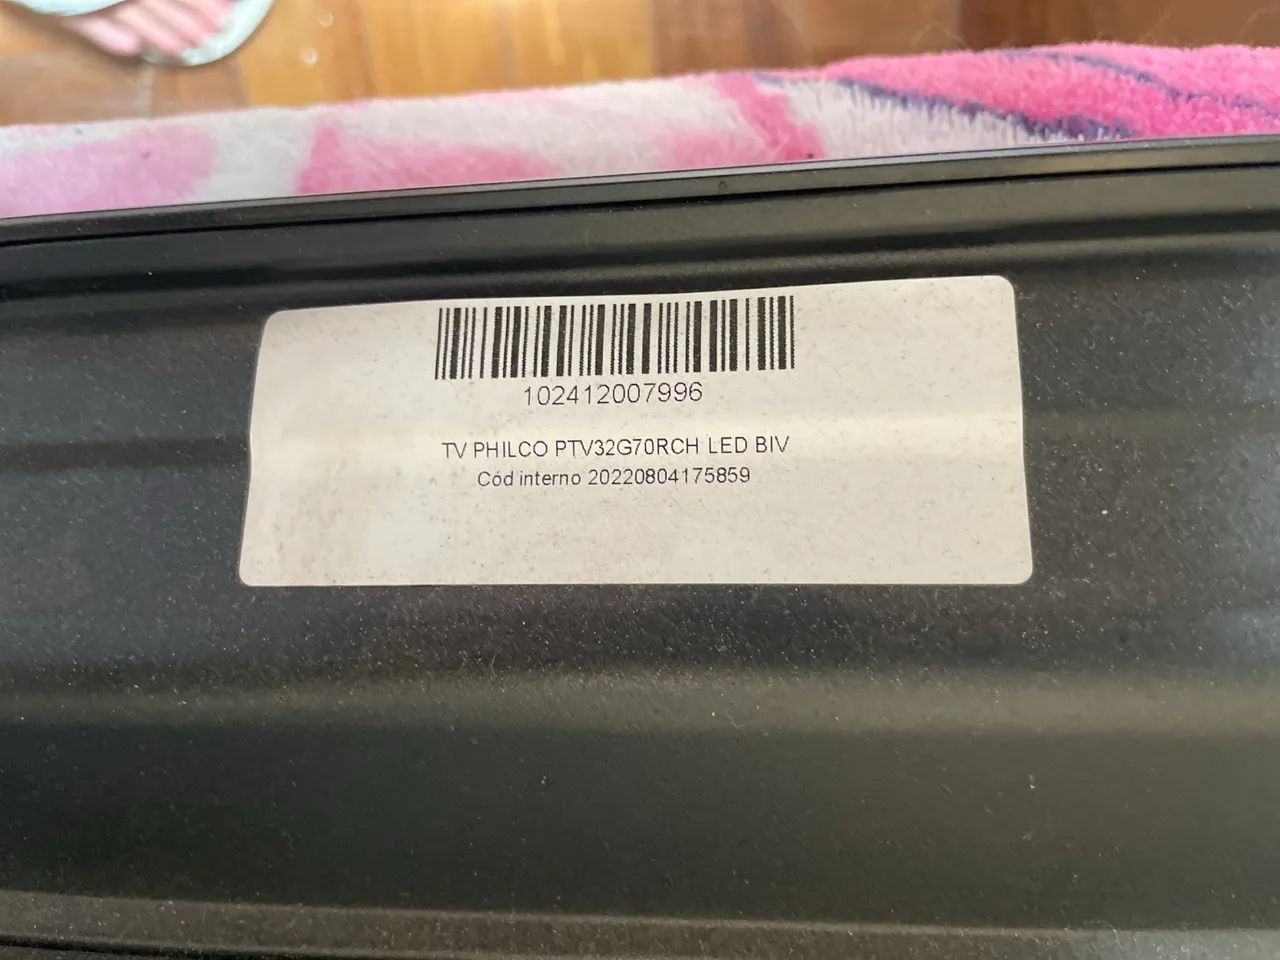 102412007996
TV PHILCO PTV32G70RCH LED BIV
Cód interno 20220804175859